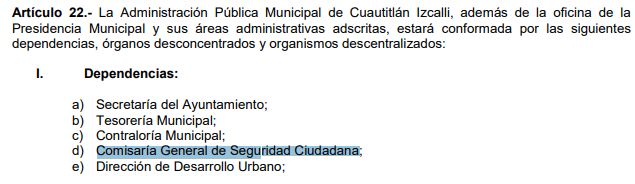 Artículo 22.- La Administración Pública Municipal de Cuautitlán Izcalli, además de la oficina de la
Presidencia Municipal y sus áreas administrativas adscritas, estará conformada por las siguientes
dependencias, órganos desconcentrados y organismos descentralizados:
I. Dependencias:
a) Secretaría del Ayuntamiento;
b) Tesorería Municipal;
c) Contraloría Municipal;
d) Comisaría General de Seguridad Ciudadana;
e) Dirección de Desarrollo Urbano;